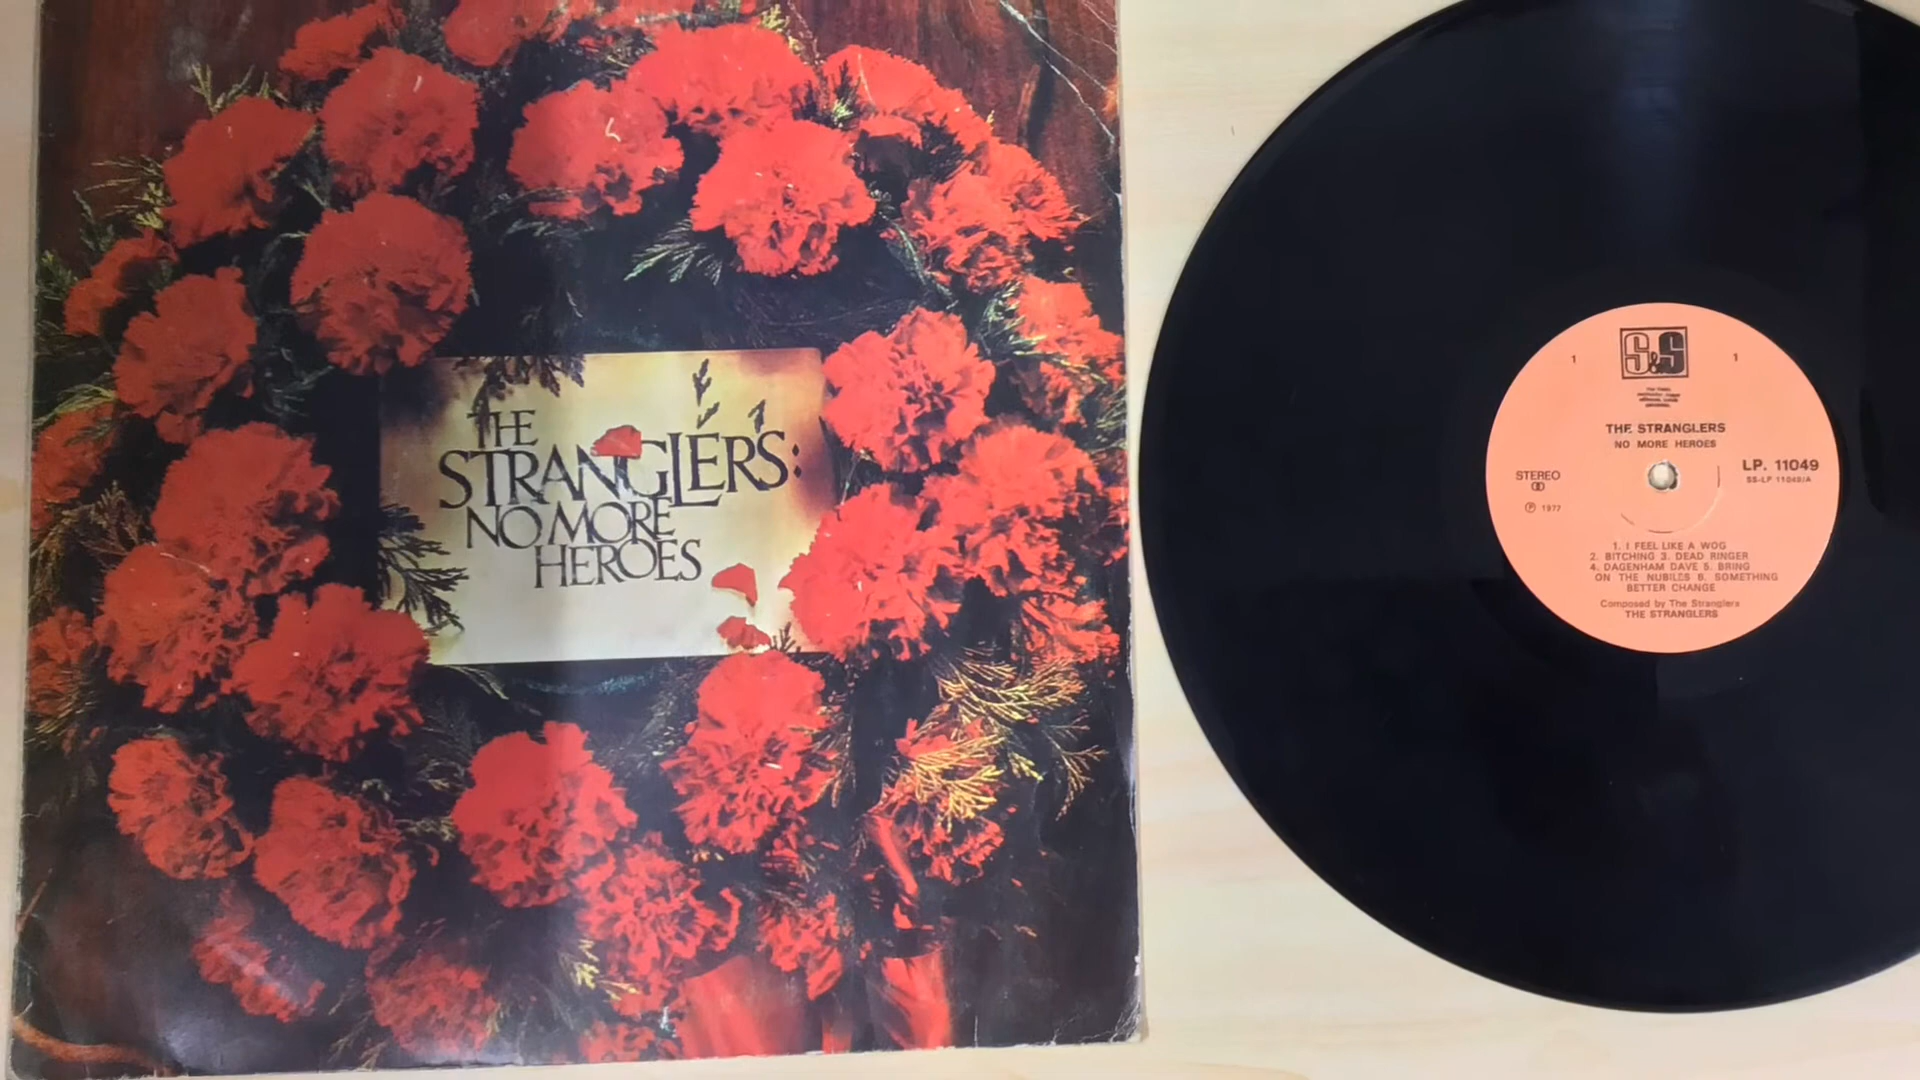 THE
STRANGLERS:
NO MORE
HEROES
S&S
1
1
THE STRANGLERS
NO MORE HEROES
STEREO
LP. 11049
SS-LP 11049/A
℗ 1977
1. I FEEL LIKE A WOG
2. BITCHING 3. DEAD RINGER
4. DAGENHAM DAVE 5. BRING
ON THE NUBILES 6. SOMETHING
BETTER CHANGE
Composed by The Stranglers
THE STRANGLERS